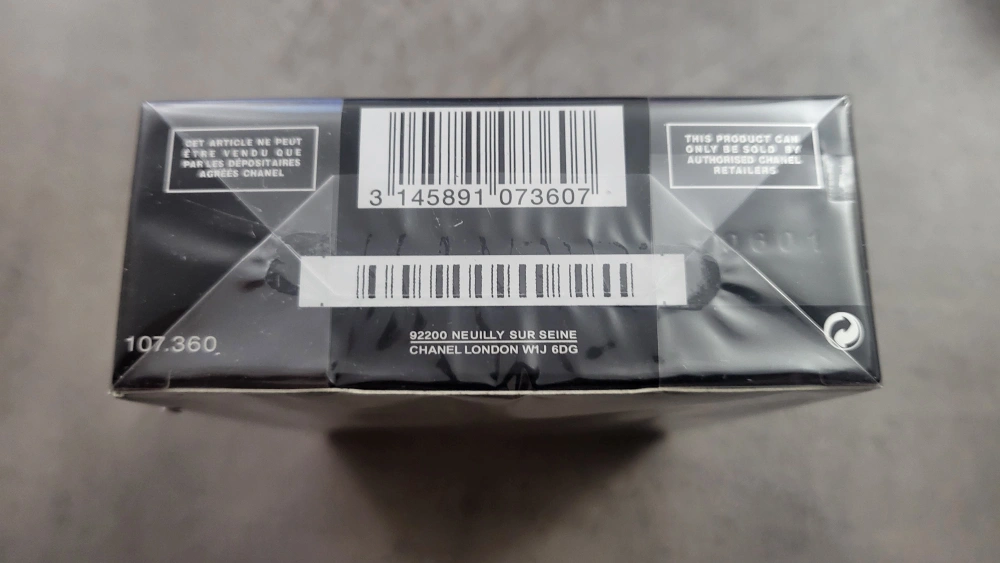 CET ARTICLE NE PEUT
ÊTRE VENDU QUE
PAR LES DÉPOSITAIRES
AGRÉÉS CHANEL
THIS PRODUCT CAN
ONLY BE SOLD BY
AUTHORISED CHANEL
RETAILERS
3 145891 073607
0601
107.360
92200 NEUILLY SUR SEINE
CHANEL LONDON W1J 6DG